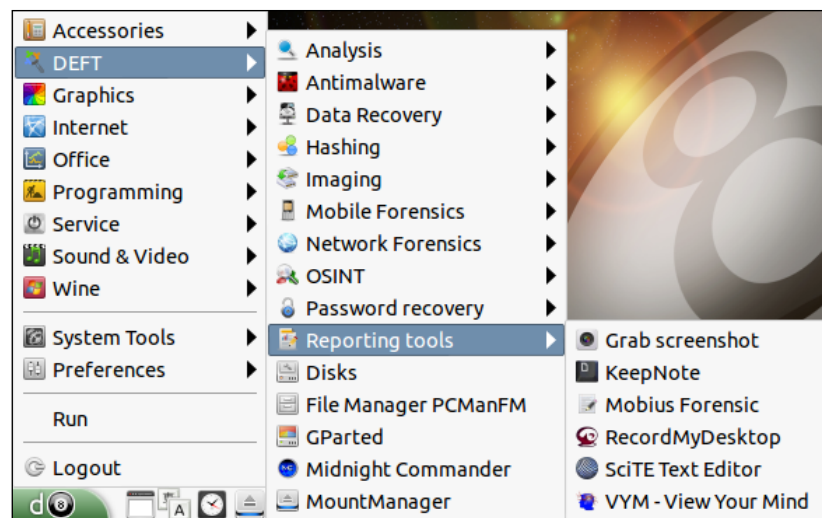 Accessories
DEFT
Graphics
Internet
Office
Programming
Service
Sound & Video
Wine
System Tools
Preferences
Run
Logout
Analysis
Antimalware
Data Recovery
Hashing
Imaging
Mobile Forensics
Network Forensics
OSINT
Password recovery
Reporting tools
Disks
File Manager PCManFM
GParted
Midnight Commander
MountManager
Grab screenshot
KeepNote
Mobius Forensic
RecordMyDesktop
SciTE Text Editor
VYM - View Your Mind
d8
A